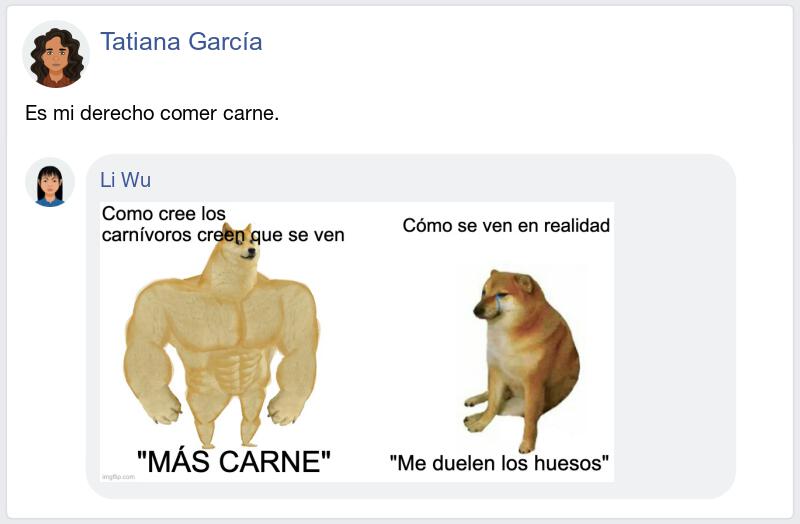 Tatiana García
Es mi derecho comer carne.
Li Wu
Como cree los
carnívoros creen que se ven
Cómo se ven en realidad
"MÁS CARNE"
"Me duelen los huesos"
imgflip.com